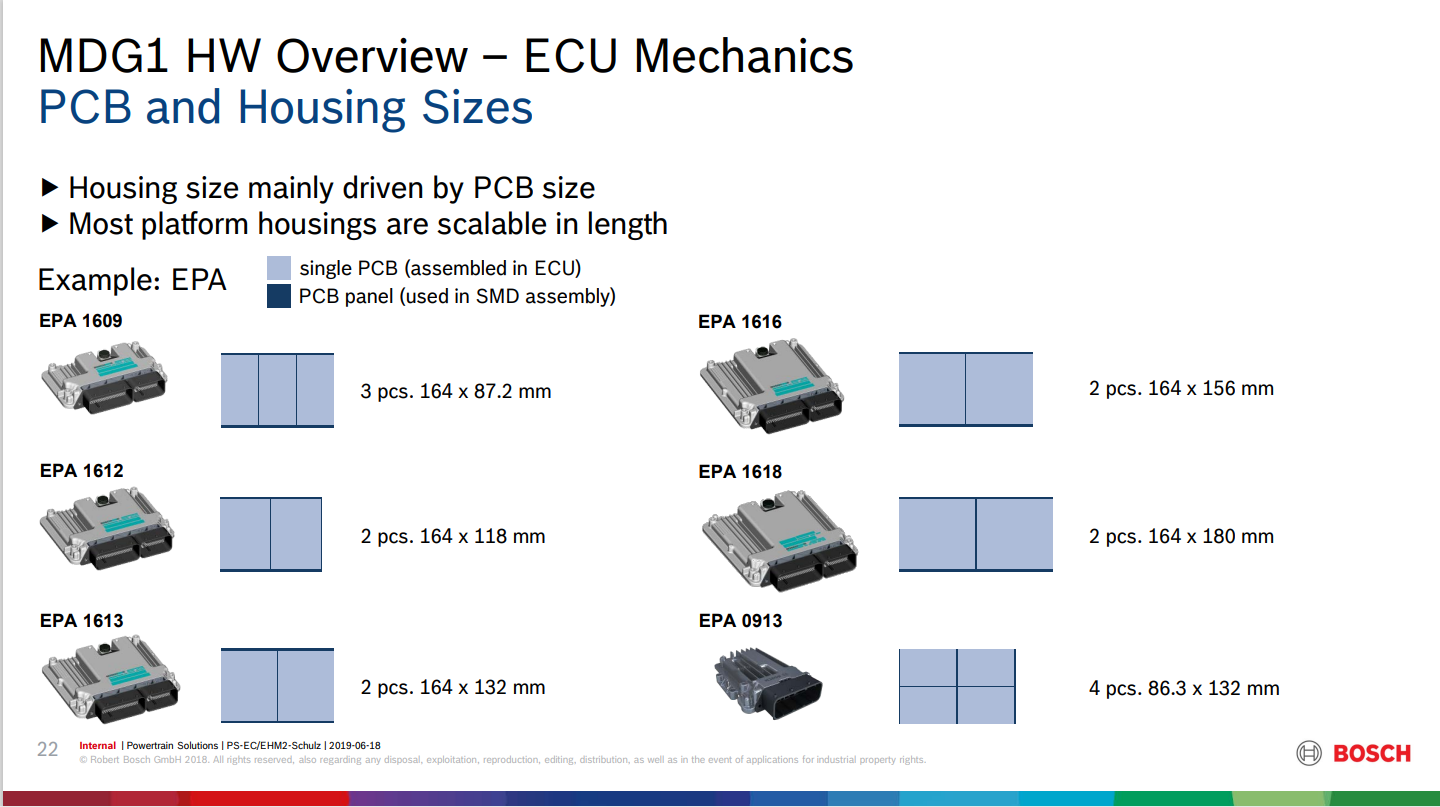 MDG1 HW Overview – ECU Mechanics
PCB and Housing Sizes
Housing size mainly driven by PCB size
Most platform housings are scalable in length
Example: EPA
single PCB (assembled in ECU)
PCB panel (used in SMD assembly)
EPA 1609
3 pcs. 164 x 87.2 mm
EPA 1616
2 pcs. 164 x 156 mm
EPA 1612
2 pcs. 164 x 118 mm
EPA 1618
2 pcs. 164 x 180 mm
EPA 1613
2 pcs. 164 x 132 mm
EPA 0913
4 pcs. 86.3 x 132 mm
22
Internal | Powertrain Solutions | PS-EC/EHM2-Schulz | 2019-06-18
© Robert Bosch GmbH 2018. All rights reserved, also regarding any disposal, exploitation, reproduction, editing, distribution, as well as in the event of applications for industrial property rights.
BOSCH